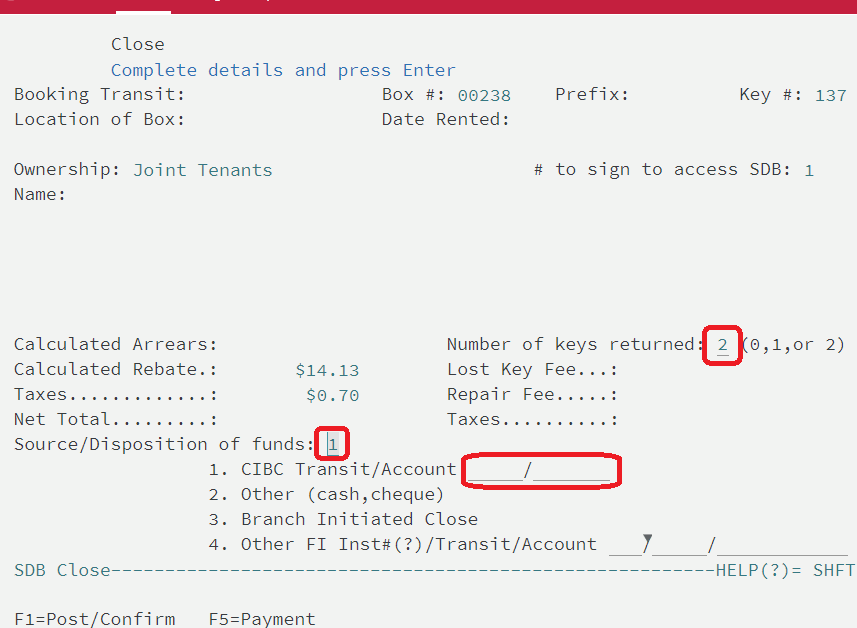 Close
Complete details and press Enter
Booking Transit: Box #: 00238 Prefix: Key #: 137
Location of Box: Date Rented:
Ownership: Joint Tenants # to sign to access SDB: 1
Name:
Calculated Arrears: Number of keys returned: 2 (0,1,or 2)
Calculated Rebate.: $14.13 Lost Key Fee...:
Taxes.............: $0.70 Repair Fee.....:
Net Total.........: Taxes..........:
Source/Disposition of funds: 1
1. CIBC Transit/Account _____/_______
2. Other (cash,cheque)
3. Branch Initiated Close
4. Other FI Inst#(?)/Transit/Account ___/_____/____________
SDB Close--------------------------------------------------------HELP(?)= SHFT
F1=Post/Confirm F5=Payment